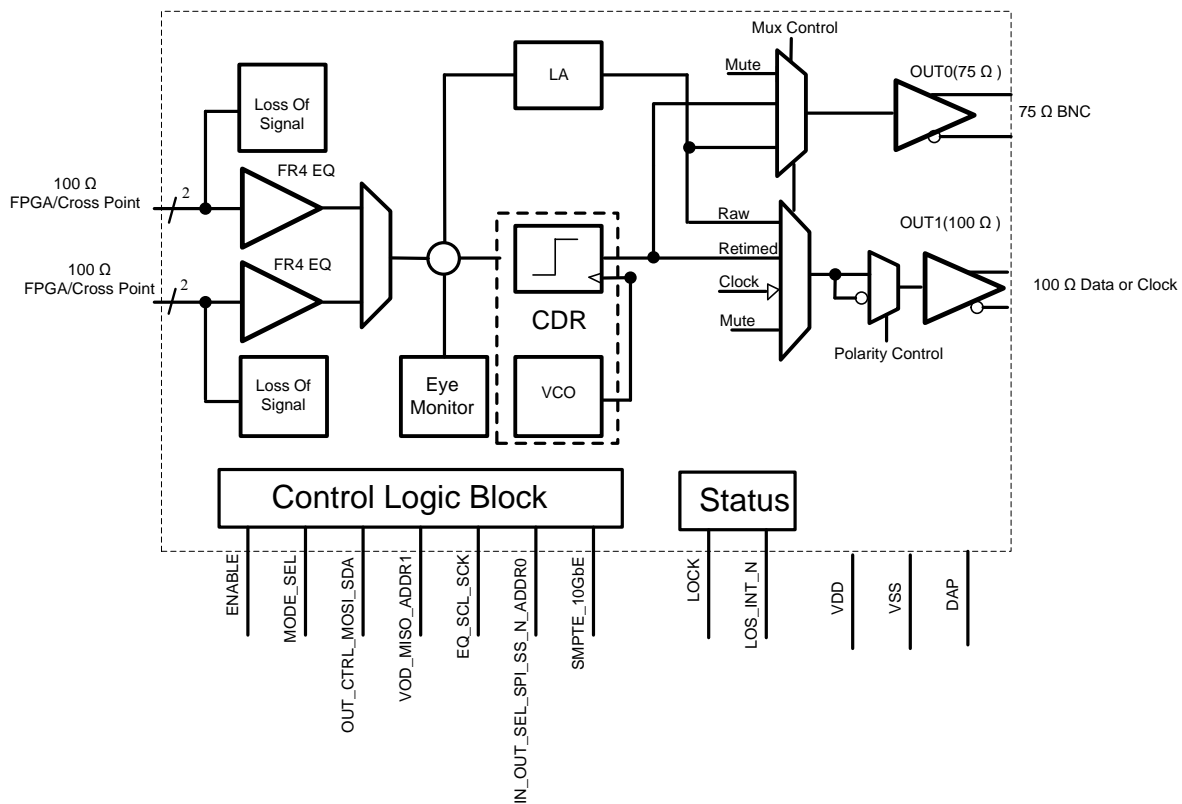 Mux Control
Mute
LA
OUT0(75 Ω )
75 Ω BNC
Loss Of
Signal
FR4 EQ
100 Ω
FPGA/Cross Point
2
Raw
OUT1(100 Ω )
Retimed
FR4 EQ
100 Ω
FPGA/Cross Point
2
Clock
100 Ω Data or Clock
CDR
Mute
Polarity Control
Loss Of
Signal
Eye
Monitor
VCO
Control Logic Block
Status
ENABLE
MODE_SEL
OUT_CTRL_MOSI_SDA
VOD_MISO_ADDR1
EQ_SCL_SCK
IN_OUT_SEL_SPI_SS_N_ADDR0
SMPTE_10GbE
LOCK
LOS_INT_N
VDD
VSS
DAP